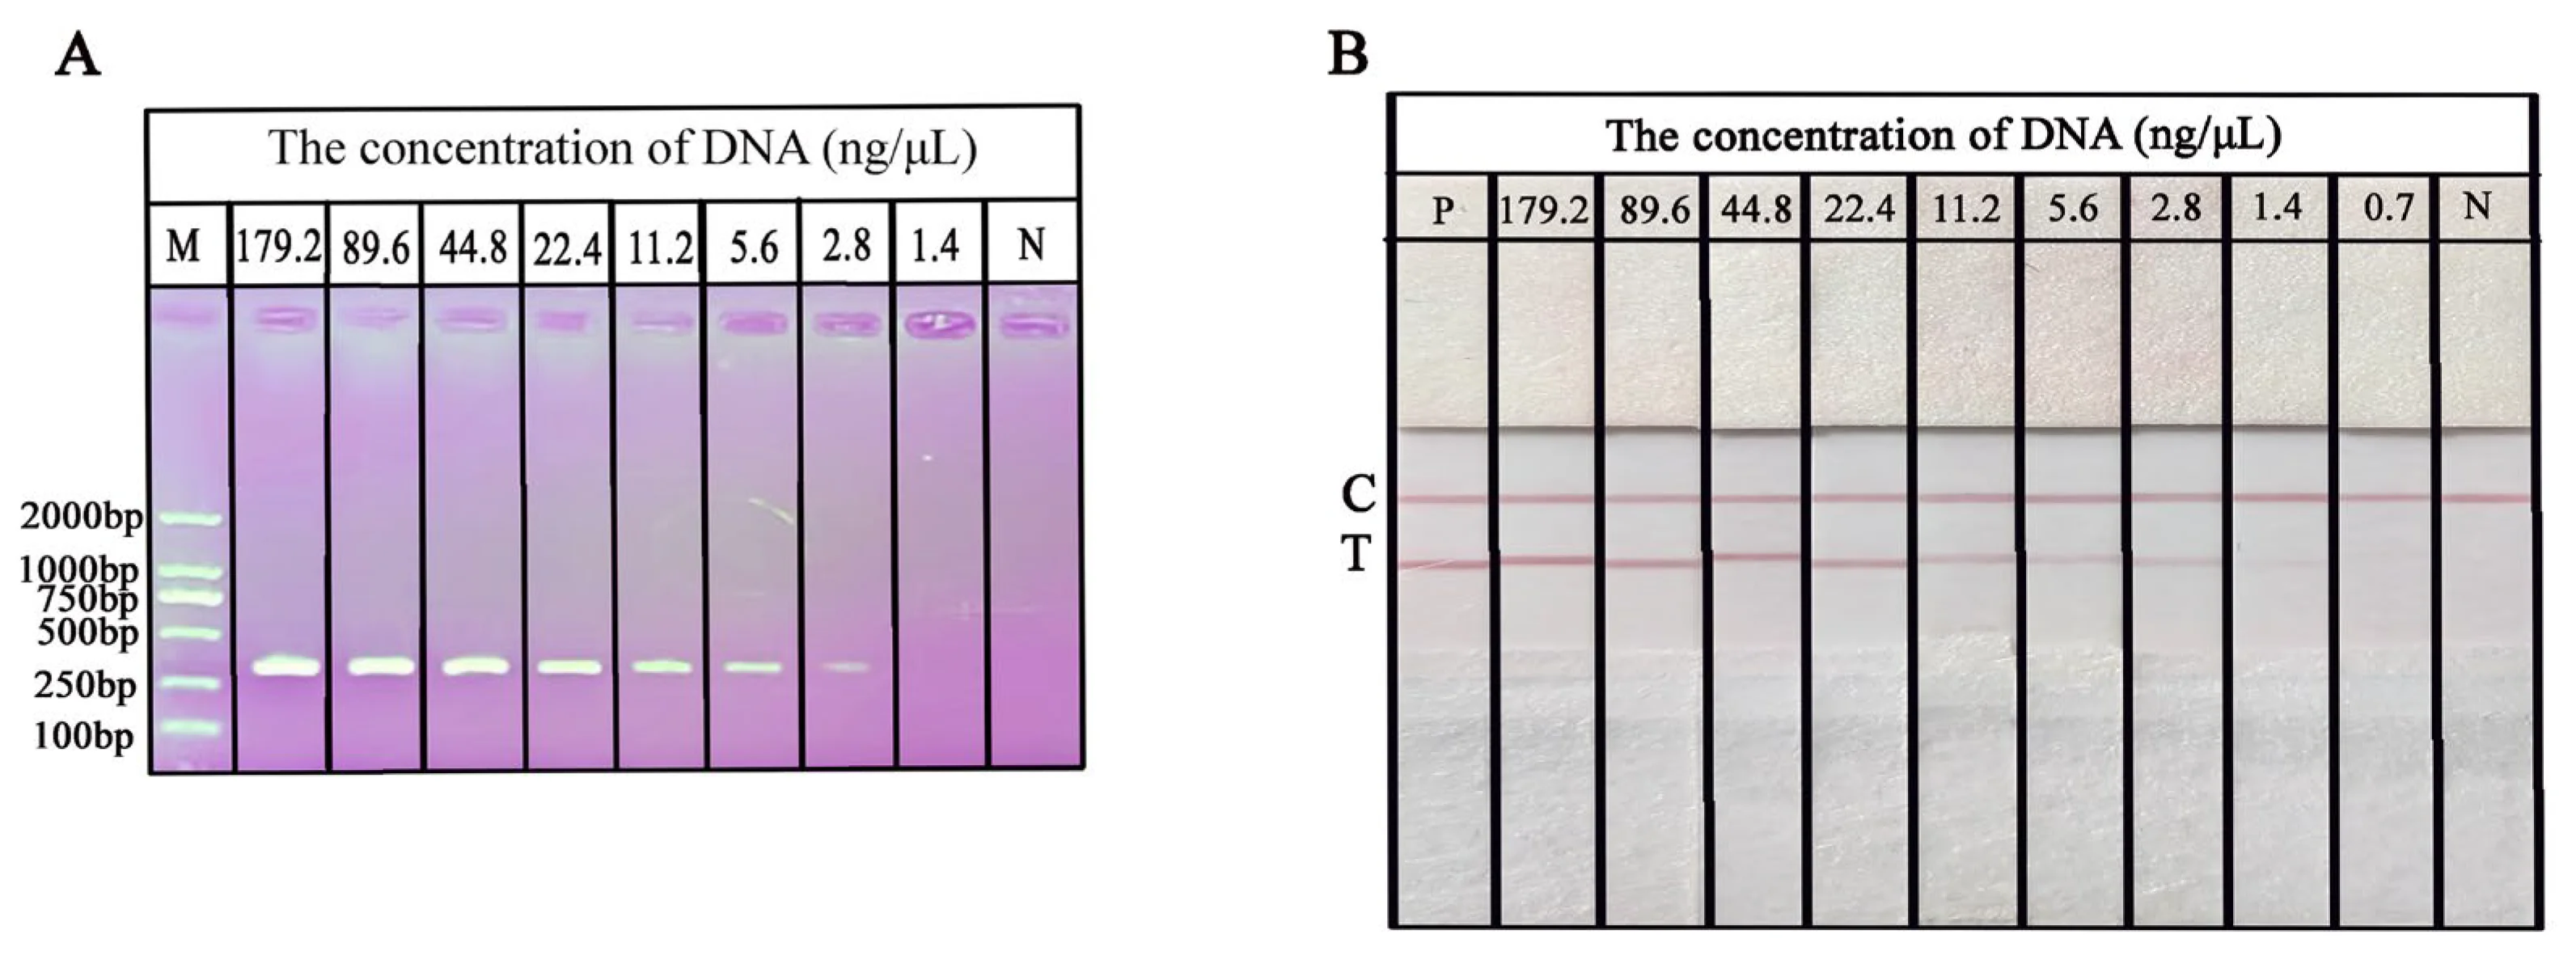 A
The concentration of DNA (ng/μL)
M 179.2 89.6 44.8 22.4 11.2 5.6 2.8 1.4 N
2000bp
1000bp
750bp
500bp
250bp
100bp
B
The concentration of DNA (ng/μL)
P 179.2 89.6 44.8 22.4 11.2 5.6 2.8 1.4 0.7 N
C
T